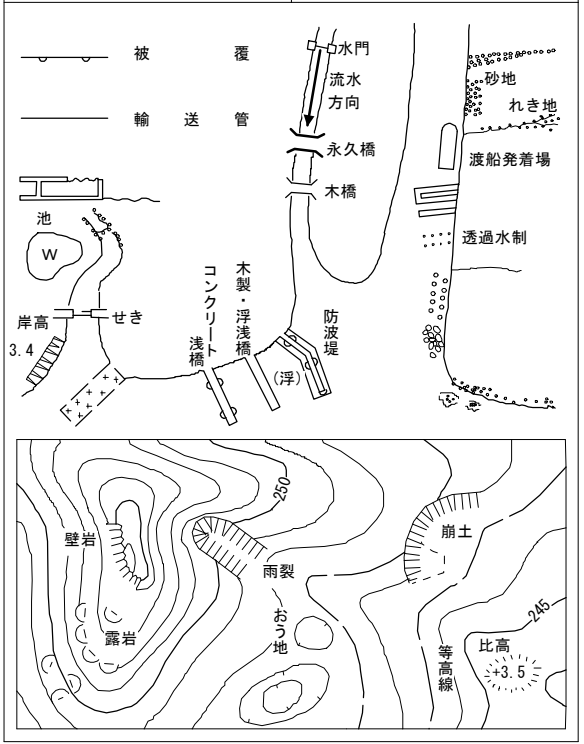 被覆
輸送管
水門
流水
方向
永久橋
木橋
砂地
れき地
渡船発着場
透過水制
池
W
岸高
3.4
せき
コンクリート
浅橋
木製・浮浅橋
(浮)
防波堤
250
壁岩
雨裂
崩土
露岩
おう地
等高線
245
比高
+3.5